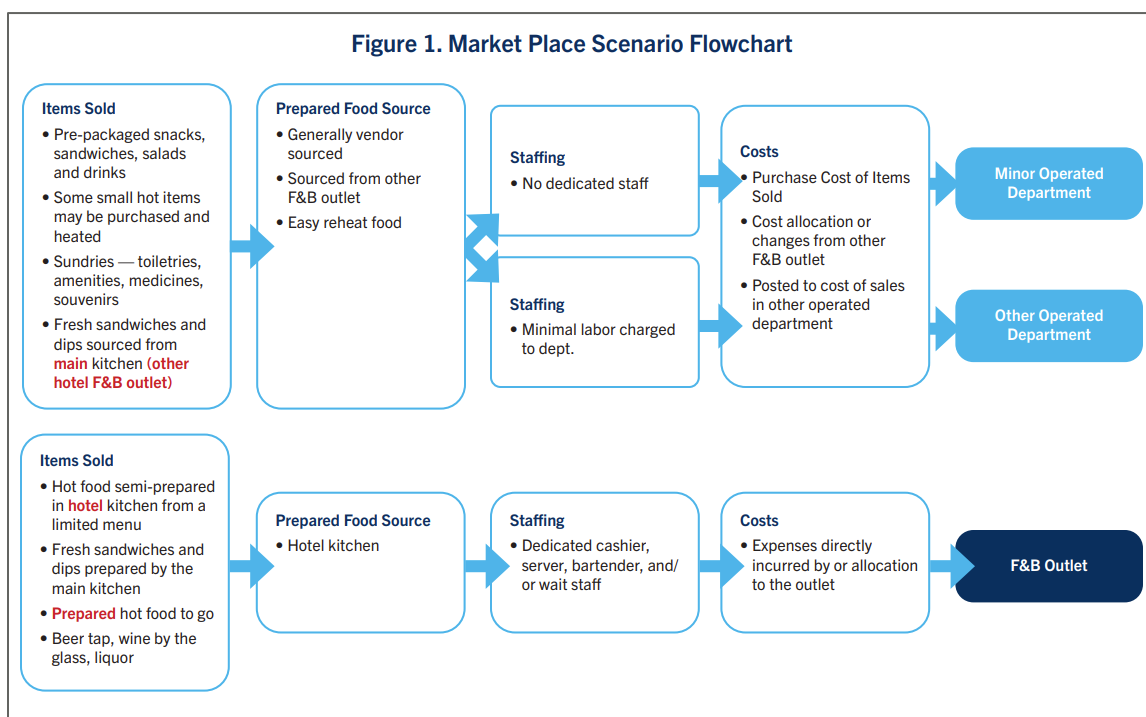 Figure 1. Market Place Scenario Flowchart
Items Sold
• Pre-packaged snacks,
sandwiches, salads
and drinks
• Some small hot items
may be purchased and
heated
• Sundries — toiletries,
amenities, medicines,
souvenirs
• Fresh sandwiches and
dips sourced from
main kitchen (other
hotel F&B outlet)
Prepared Food Source
• Generally vendor
sourced
• Sourced from other
F&B outlet
• Easy reheat food
Staffing
• No dedicated staff
Staffing
• Minimal labor charged
to dept.
Costs
• Purchase Cost of Items
Sold
• Cost allocation or
changes from other
F&B outlet
• Posted to cost of sales
in other operated
department
Minor Operated
Department
Other Operated
Department
Items Sold
• Hot food semi-prepared
in hotel kitchen from a
limited menu
• Fresh sandwiches and
dips prepared by the
main kitchen
• Prepared hot food to go
• Beer tap, wine by the
glass, liquor
Prepared Food Source
• Hotel kitchen
Staffing
• Dedicated cashier,
server, bartender, and/
or wait staff
Costs
• Expenses directly
incurred by or allocation
to the outlet
F&B Outlet